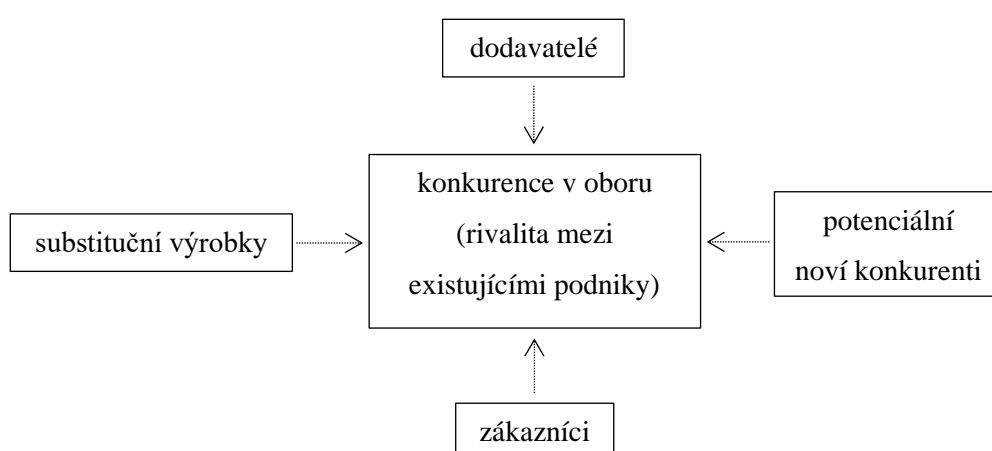 dodavatelé
konkurence v oboru
(rivalita mezi
existujícími podniky)
substituční výrobky
potenciální
noví konkurenti
zákazníci